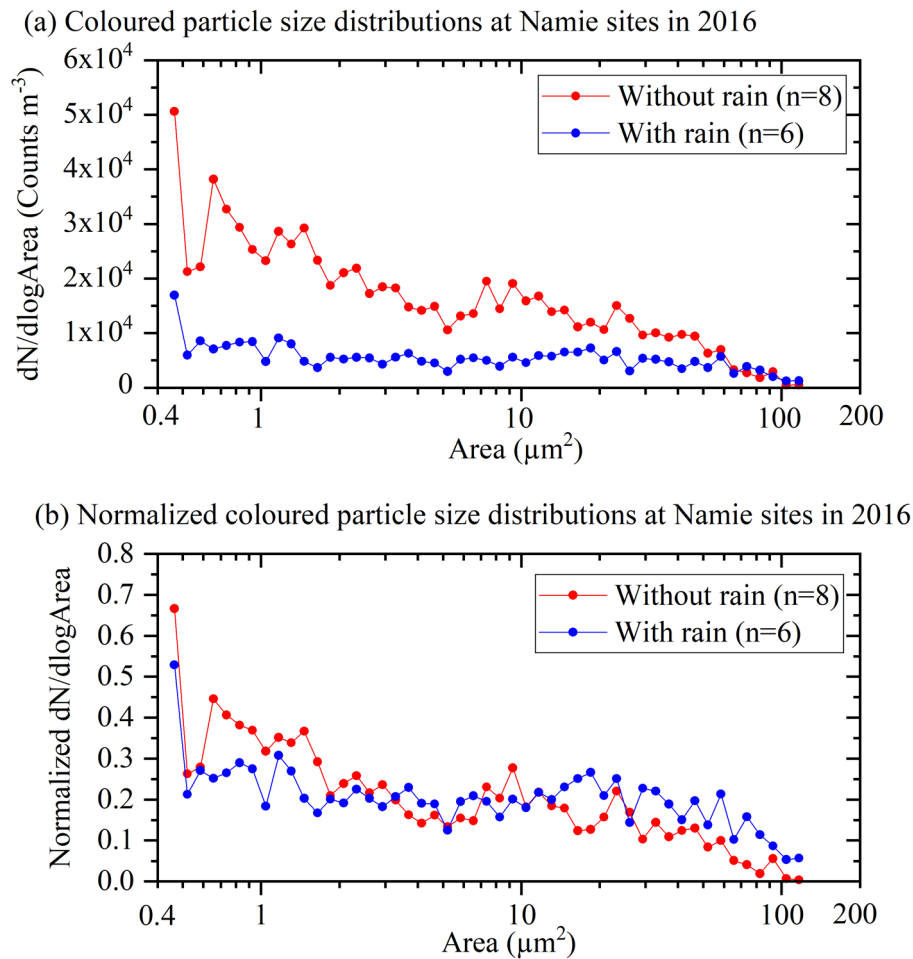 (a) Coloured particle size distributions at Namie sites in 2016
6x10⁴
5x10⁴
4x10⁴
3x10⁴
2x10⁴
1x10⁴
0
dN/dlogArea (Counts m⁻³)
Without rain (n=8)
With rain (n=6)
0.4 1 10 100 200
Area (µm²)
(b) Normalized coloured particle size distributions at Namie sites in 2016
0.8
0.7
0.6
0.5
0.4
0.3
0.2
0.1
0.0
Normalized dN/dlogArea
Without rain (n=8)
With rain (n=6)
0.4 1 10 100 200
Area (µm²)